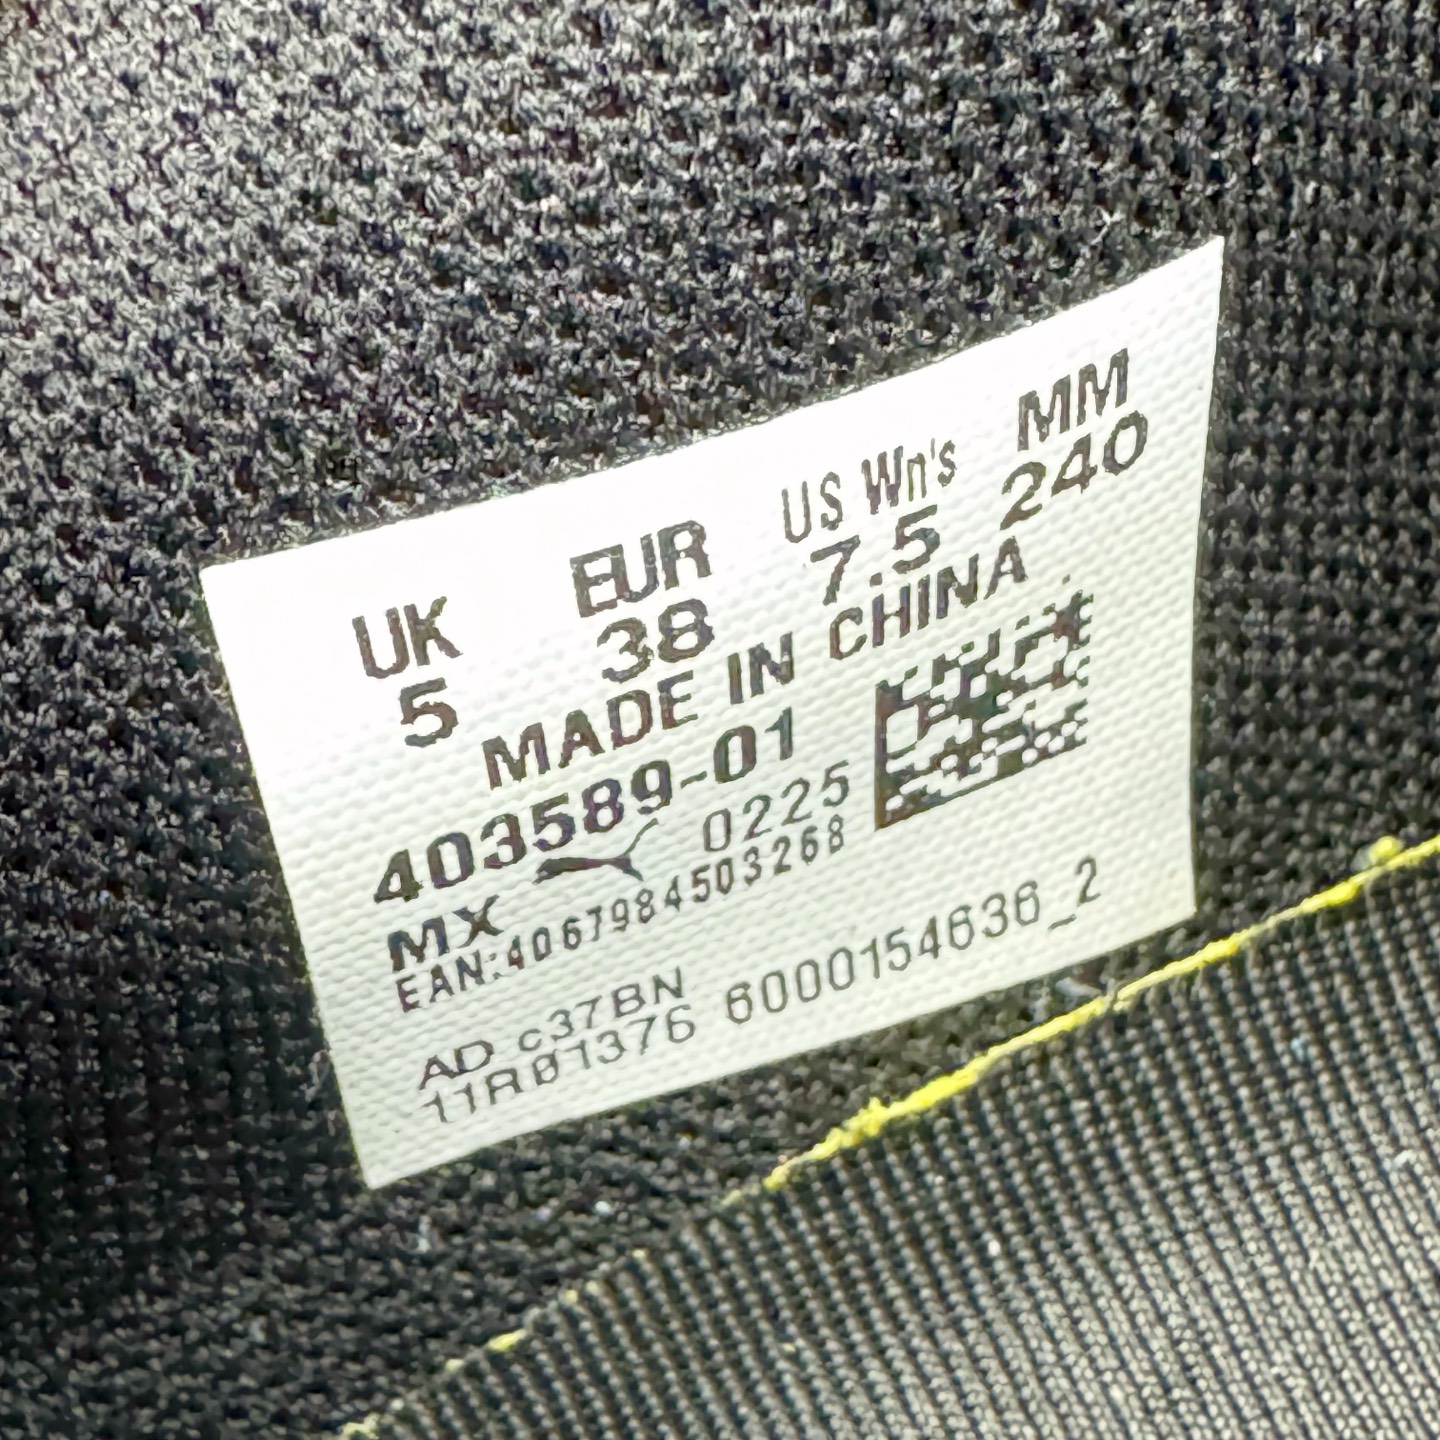 UK EUR US Wn's MM
5 38 7.5 240
MADE IN CHINA
403589-01
MX 0225
EAN:4067984503268
AD c37BN
11RB1376 6000154636_2